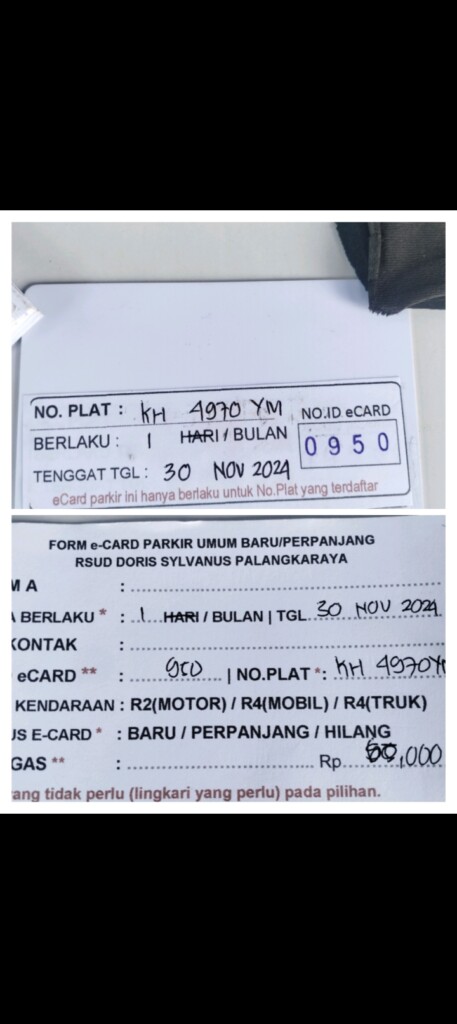 NO. PLAT : KH 4970 YM
NO.ID eCARD
BERLAKU : 1 HARI / BULAN
0950
TENGGAT TGL : 30 NOV 2024
eCard parkir ini hanya berlaku untuk No.Plat yang terdaftar
FORM e-CARD PARKIR UMUM BARU/PERPANJANG
RSUD DORIS SYLVANUS PALANGKARAYA
M A :
A BERLAKU * : 1 HARI / BULAN | TGL 30 NOV 2024
KONTAK :
eCARD ** : 950 | NO.PLAT *: KH 4970Y
KENDARAAN : R2(MOTOR) / R4(MOBIL) / R4(TRUK)
IS E-CARD * : BARU / PERPANJANG / HILANG
GAS ** : Rp ,000
ang tidak perlu (lingkari yang perlu) pada pilihan.